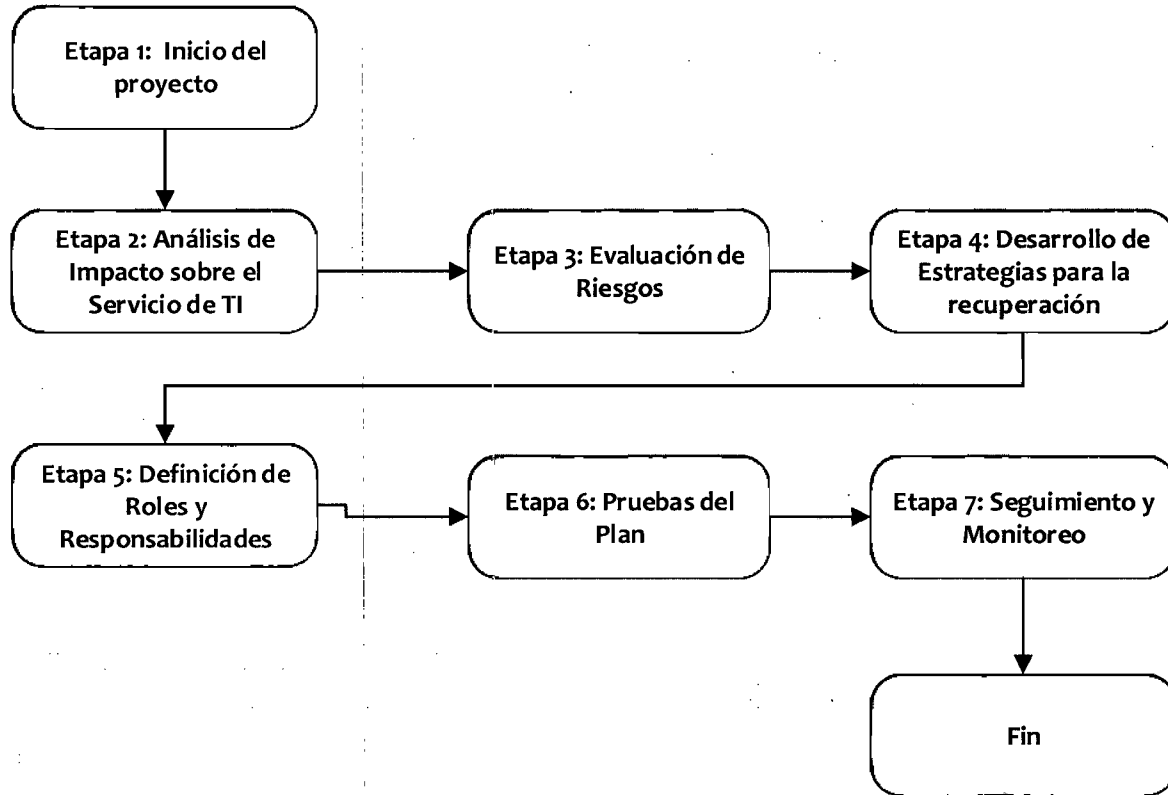 Etapa 1: Inicio del
proyecto
Etapa 2: Análisis de
Impacto sobre el
Servicio de TI
Etapa 3: Evaluación de
Riesgos
Etapa 4: Desarrollo de
Estrategias para la
recuperación
Etapa 5: Definición de
Roles y
Responsabilidades
Etapa 6: Pruebas del
Plan
Etapa 7: Seguimiento y
Monitoreo
Fin